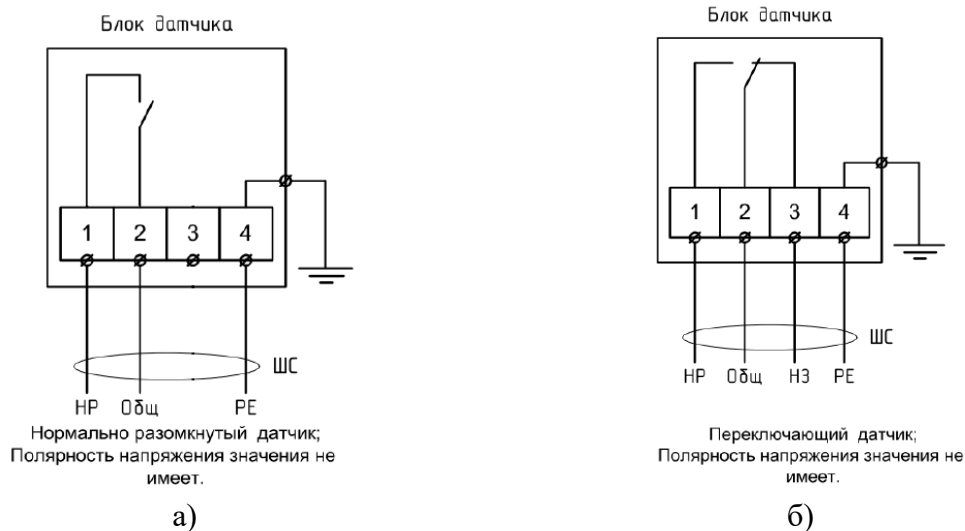 Блок датчика
1 2 3 4
ШС
НР Общ РЕ
Нормально разомкнутый датчик;
Полярность напряжения значения не
имеет.
а)
Блок датчика
1 2 3 4
ШС
НР Общ НЗ РЕ
Переключающий датчик;
Полярность напряжения значения не
имеет.
б)